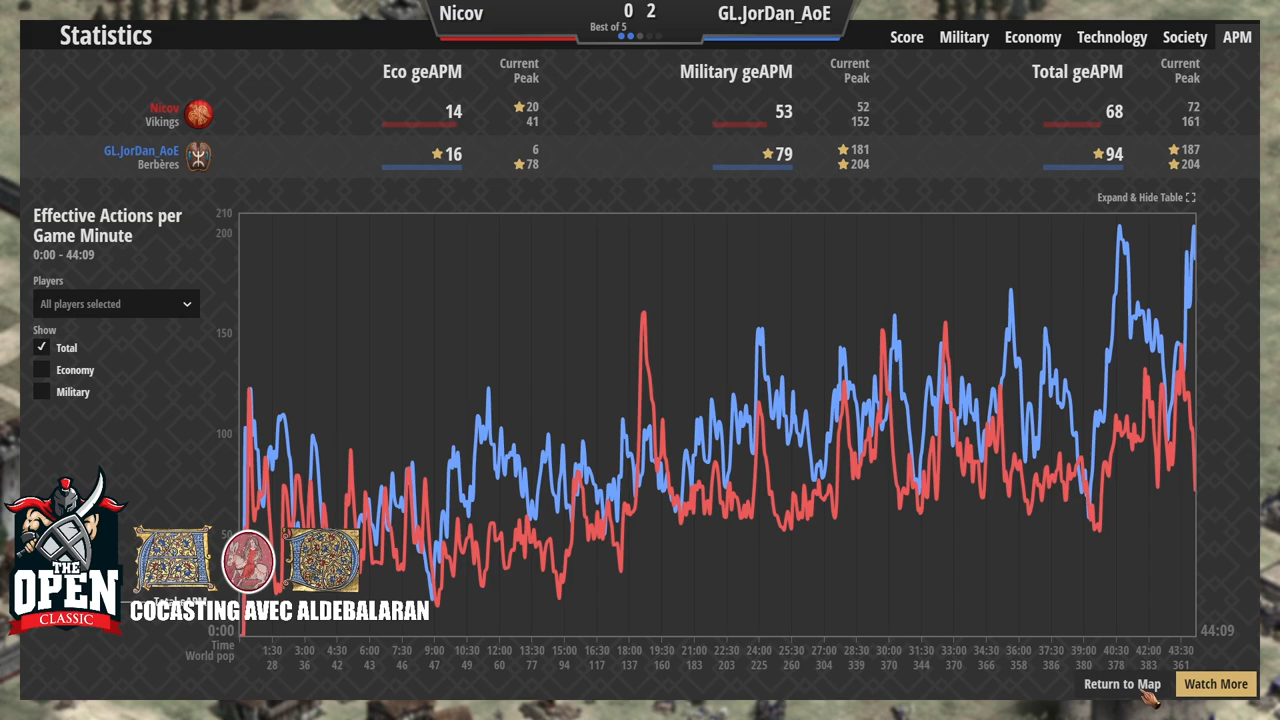 Nicov
0 2
GL.JorDan_AoE
Best of 5
Statistics
Score Military Economy Technology Society APM
Eco geAPM
Current
Peak
Military geAPM
Current
Peak
Total geAPM
Current
Peak
Nicov
Vikings
14
20
41
53
52
152
68
72
161
GL.JorDan_AoE
Berbères
16
6
78
79
181
204
94
187
204
Expand & Hide Table
Effective Actions per
Game Minute
0:00 - 44:09
Players
All players selected
Show
Total
Economy
Military
210
200
150
100
50
0:00
44:09
Time
1:30 3:00 4:30 6:00 7:30 9:00 10:30 12:00 13:30 15:00 16:30 18:00 19:30 21:00 22:30 24:00 25:30 27:00 28:30 30:00 31:30 33:00 34:30 36:00 37:30 39:00 40:30 42:00 43:30
World pop
28 36 42 43 46 47 49 60 77 94 117 137 160 183 203 225 260 304 339 370 344 370 366 358 386 380 378 383 361
THE
OPEN
CLASSIC
COCASTING AVEC ALDEBALARAN
Return to Map
Watch More